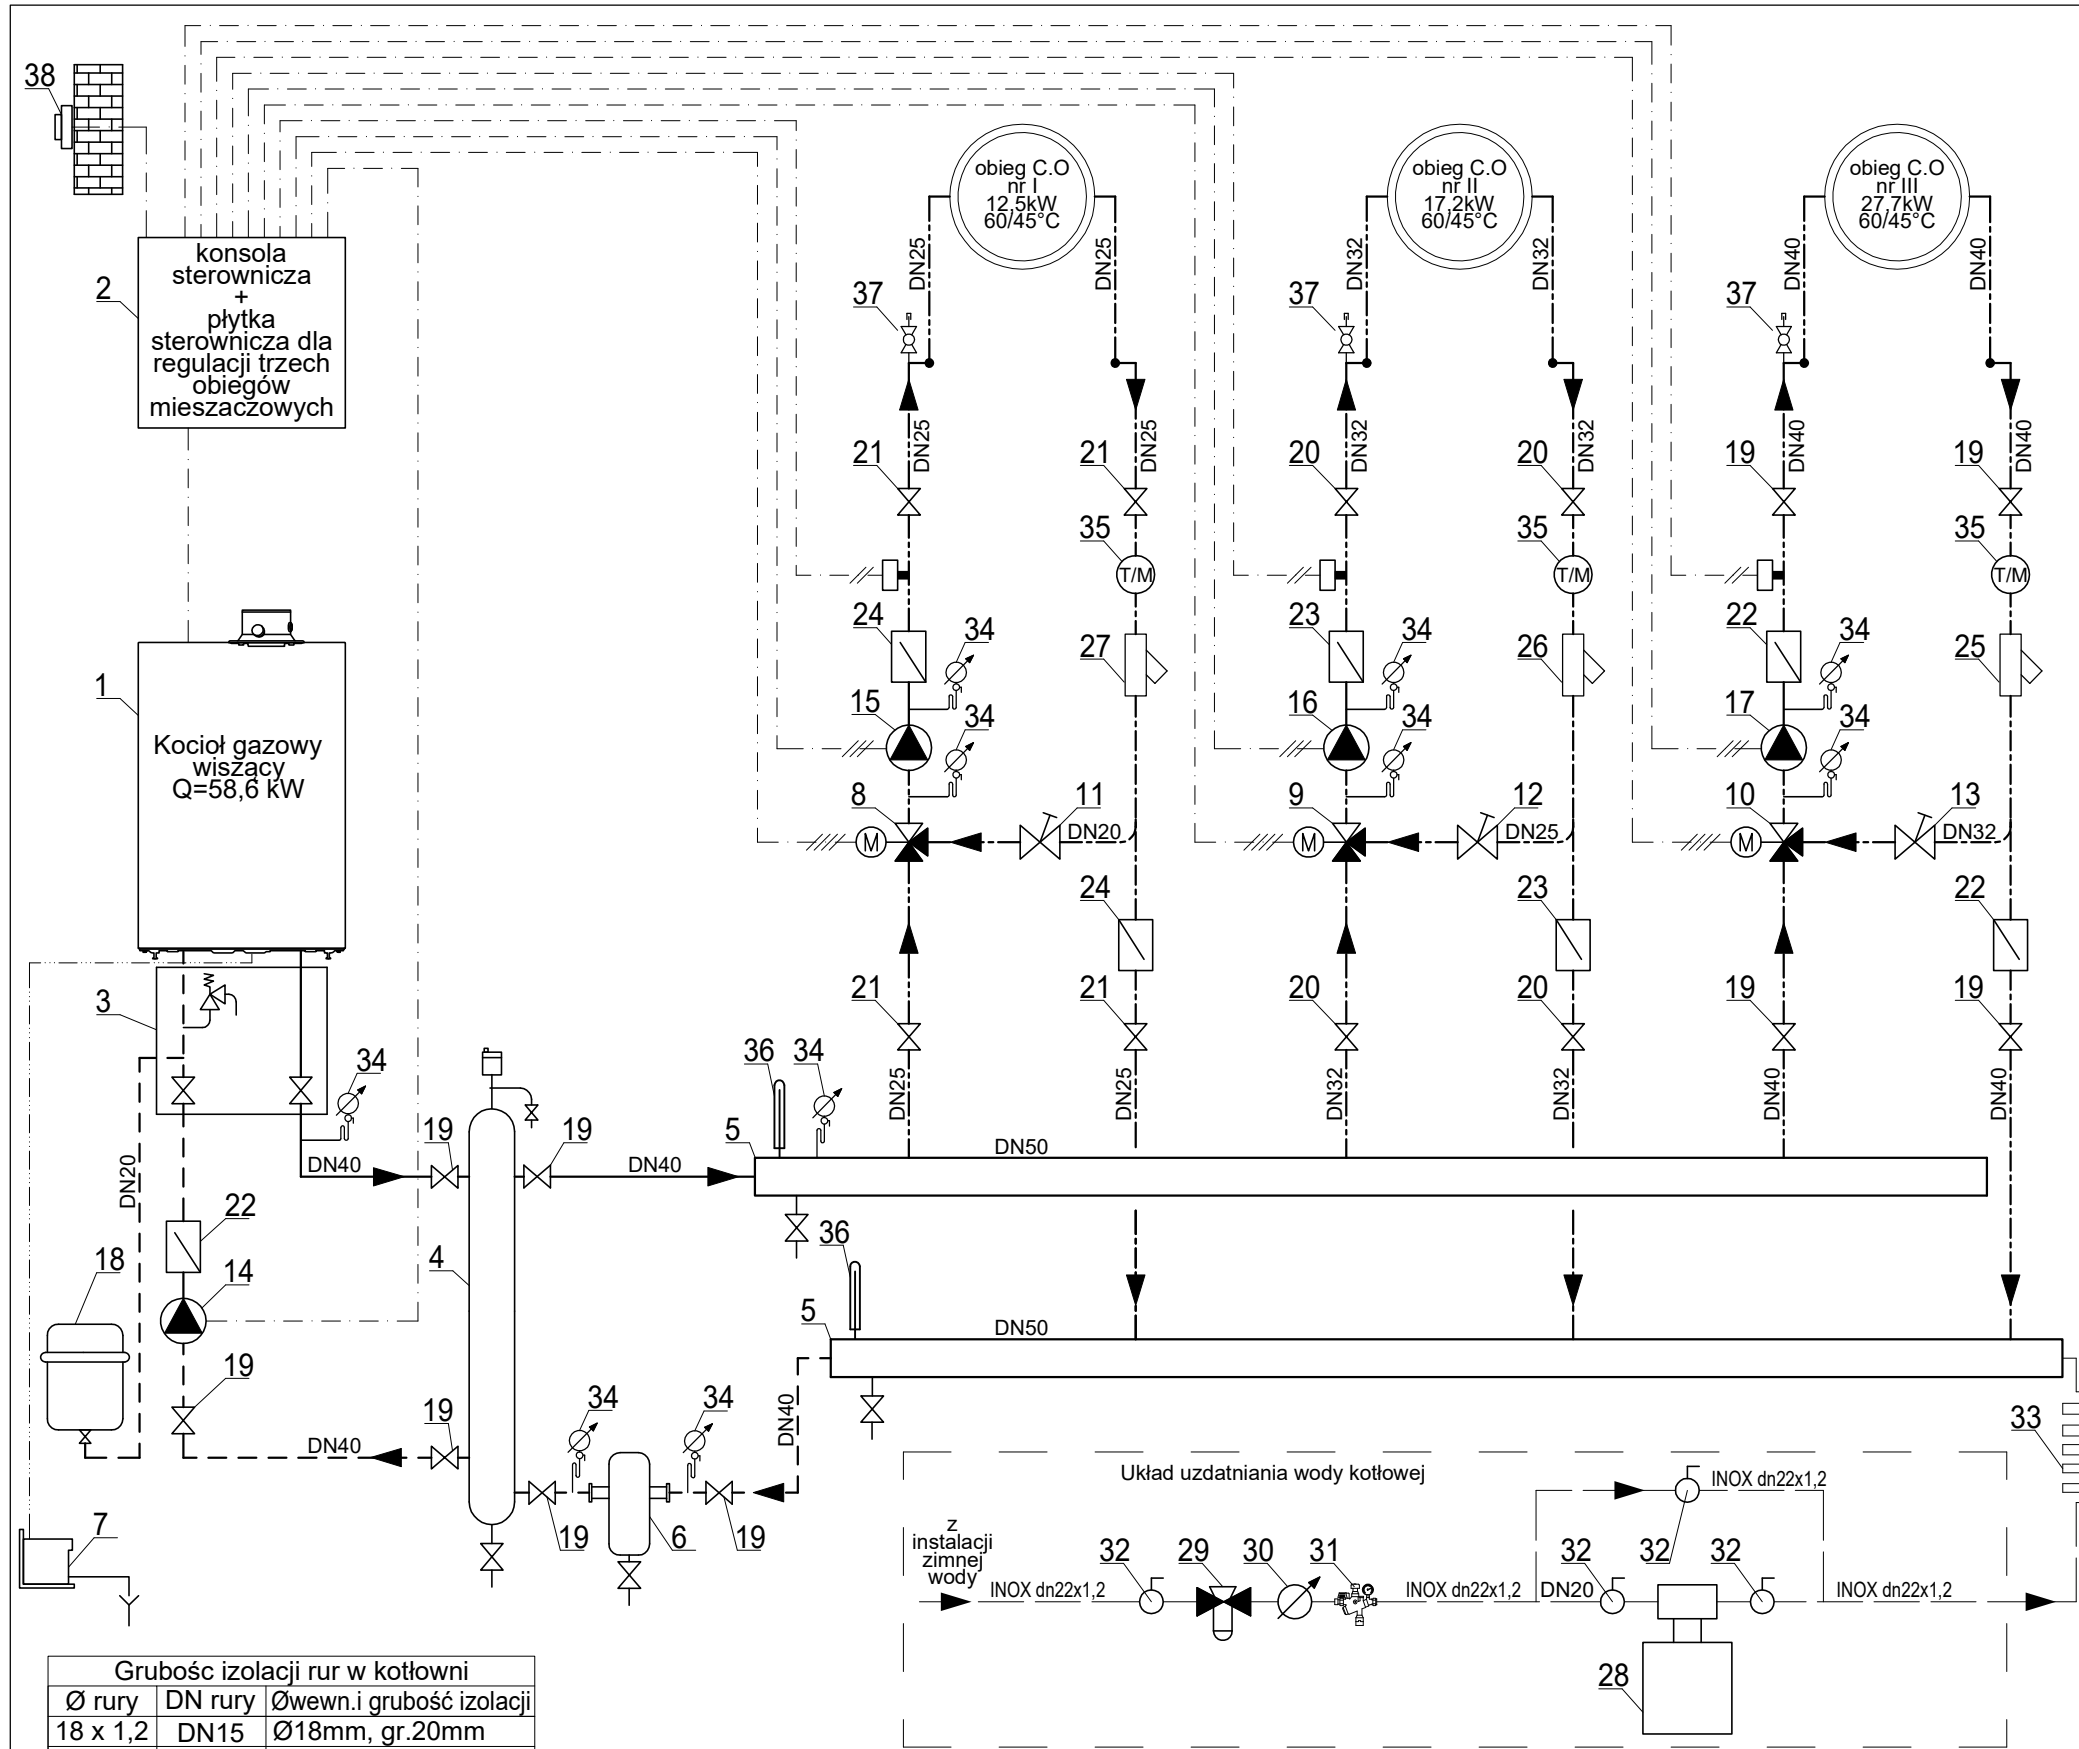 38
konsola
sterownicza
+
płytka
sterownicza dla
regulacji trzech
obiegów
mieszaczowych
2
obieg C.O
nr I
12,5kW
60/45°C
obieg C.O
nr II
17,2kW
60/45°C
obieg C.O
nr III
27,7kW
60/45°C
DN25
DN25
DN32
DN32
DN40
DN40
37
37
37
DN25
DN25
DN32
DN32
DN40
DN40
21
21
20
20
19
19
35
35
35
T/M
T/M
T/M
24
34
27
23
34
26
22
34
25
1
Kocioł gazowy
wiszący
Q=58,6 kW
15
34
16
34
17
34
8
11
9
12
10
13
M
DN20
M
DN25
M
DN32
24
23
22
3
21
21
20
20
19
19
34
36
34
DN25
DN25
DN32
DN32
DN40
DN40
19
19
5
DN50
DN40
DN40
DN20
22
4
18
14
36
5
DN50
19
19
34
34
DN40
DN40
33
19
6
19
7
Układ uzdatniania wody kotłowej
INOX dn22x1,2
z
instalacji
zimnej
wody
32
29
30
31
32
32
32
INOX dn22x1,2
INOX dn22x1,2
DN20
INOX dn22x1,2
28
Grubośc izolacji rur w kotłowni
Ø rury DN rury Øwewn.i grubość izolacji
18 x 1,2 DN15 Ø18mm, gr.20mm